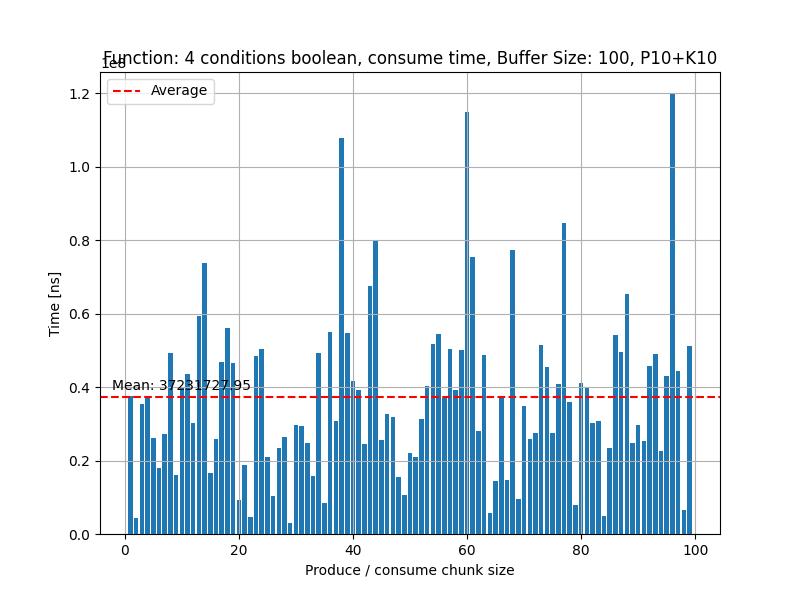 Function: 4 conditions boolean, consume time, Buffer Size: 100, P10+K10
1e8
Average
1.2
1.0
0.8
0.6
0.4
0.2
0.0
Mean: 37231727.95
Time [ns]
0 20 40 60 80 100
Produce / consume chunk size